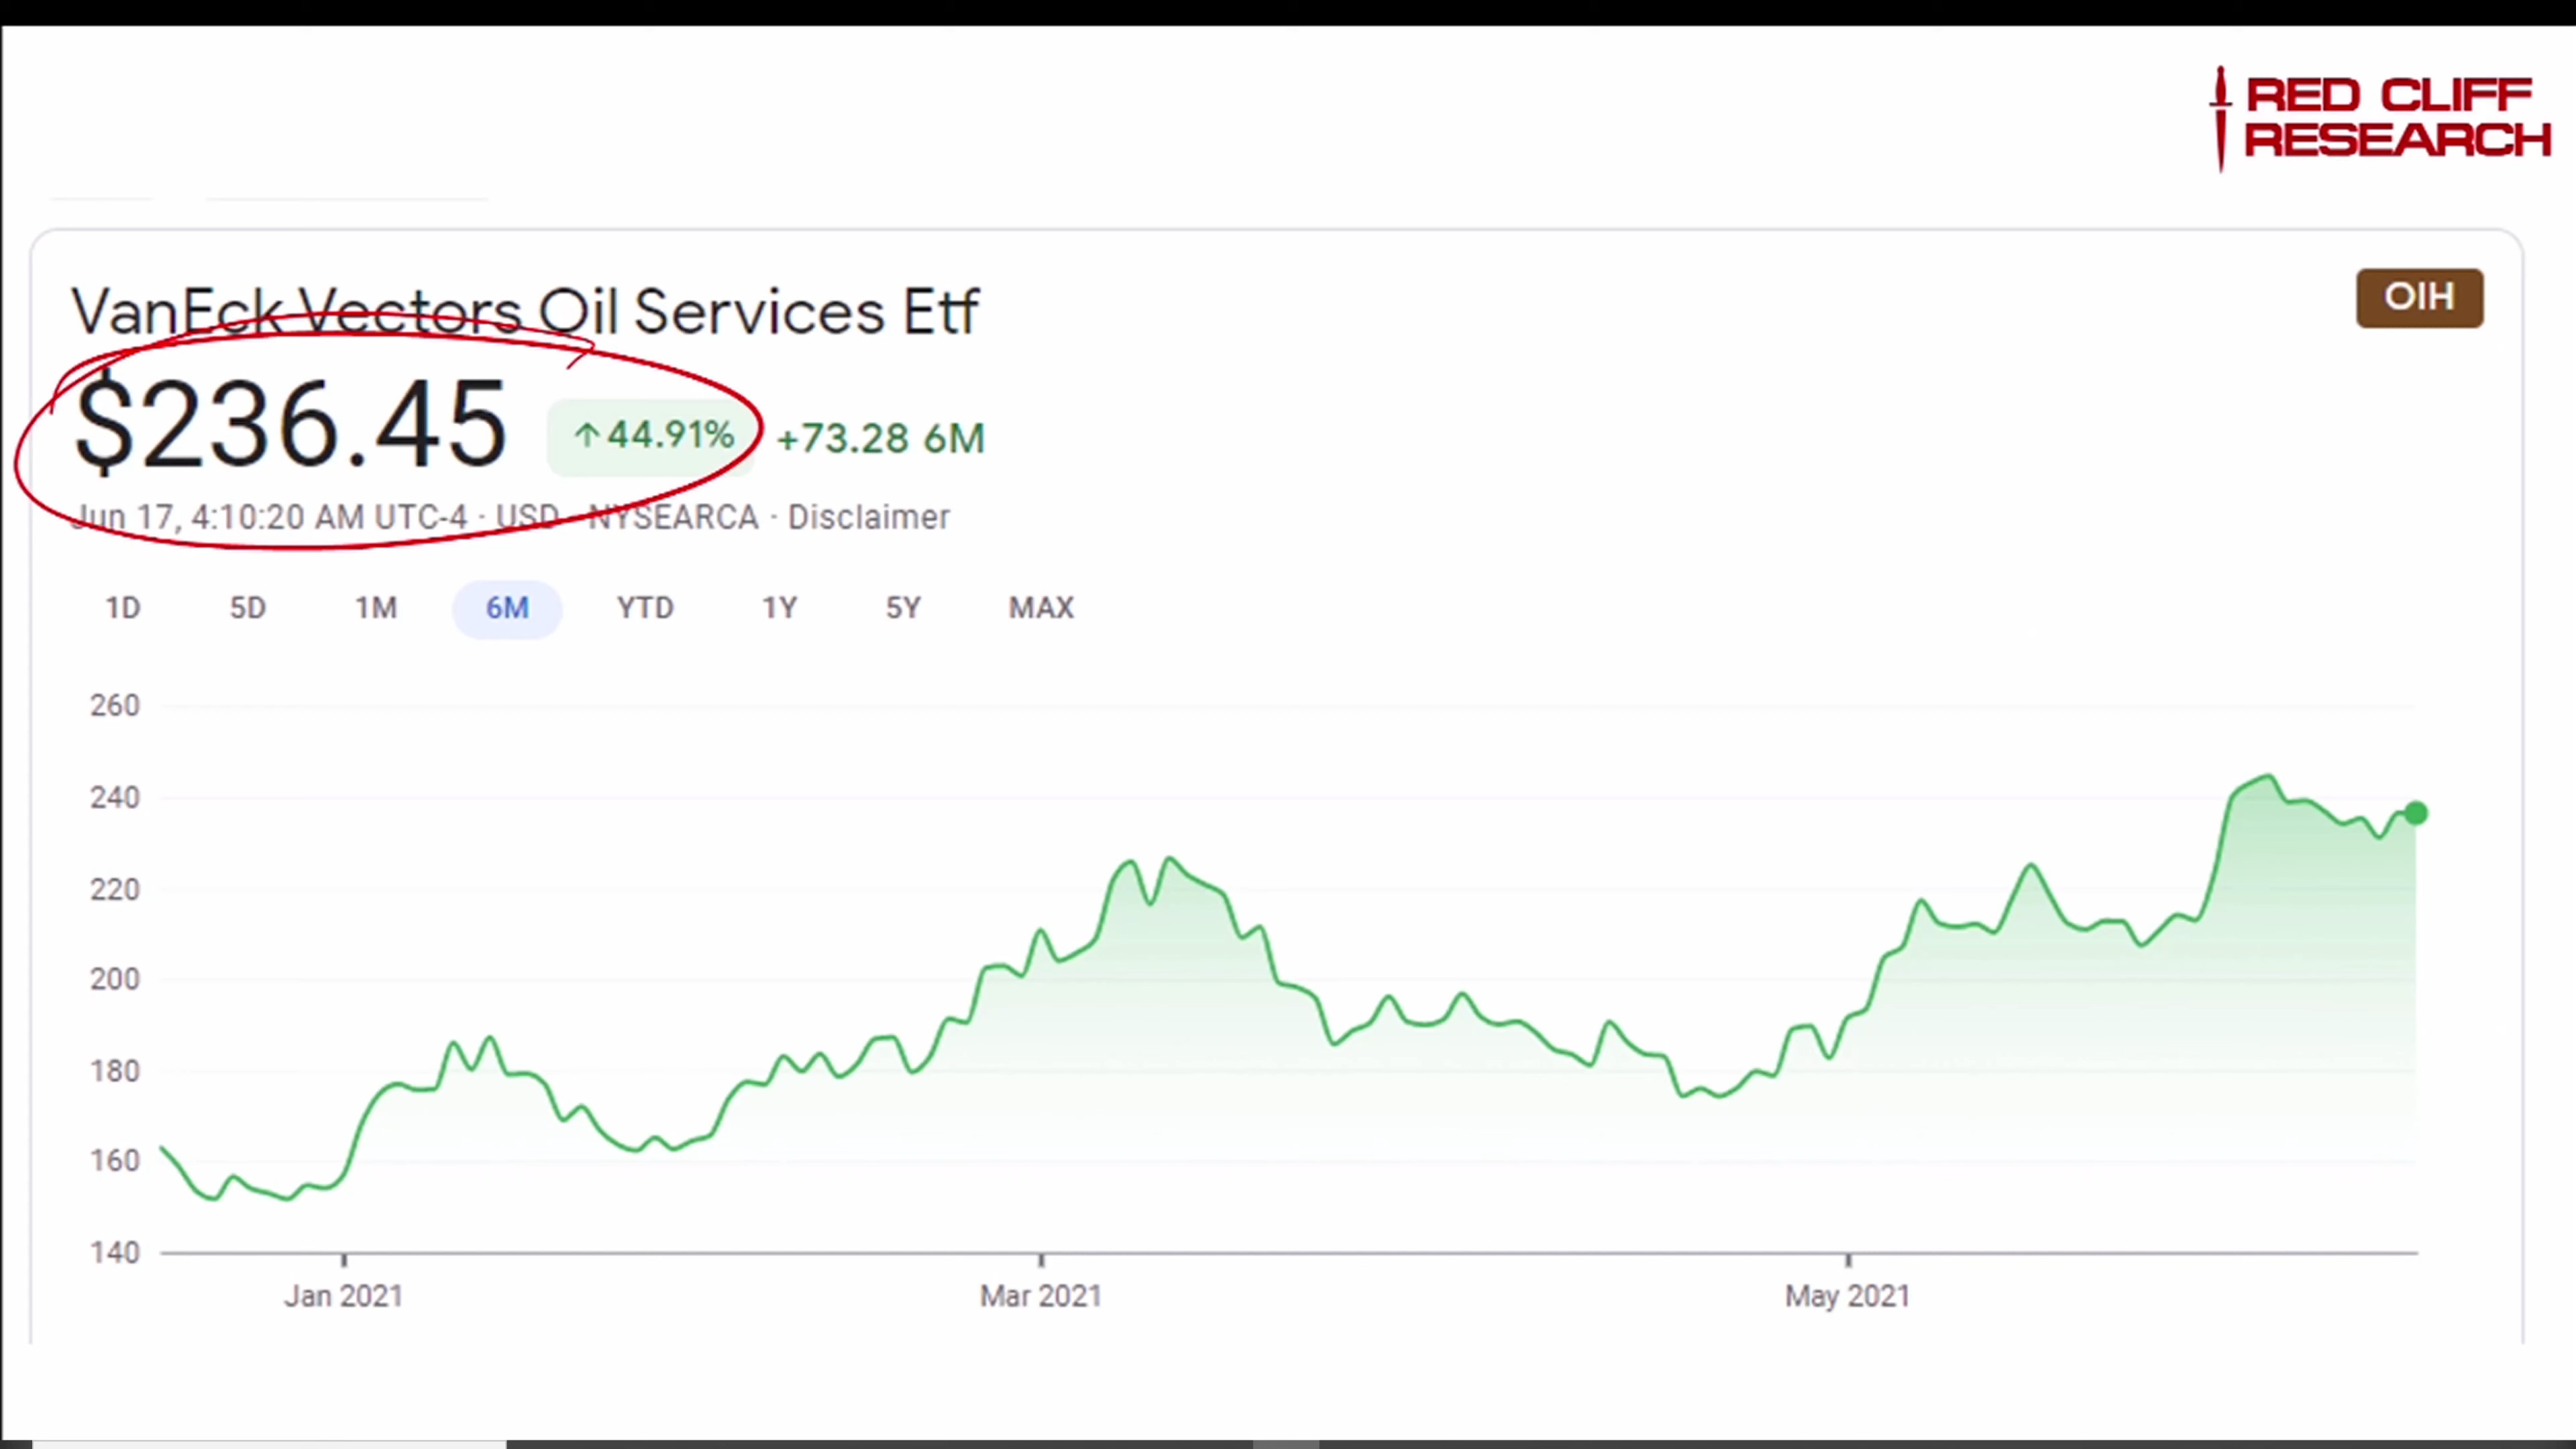 RED CLIFF
RESEARCH
VanEck Vectors Oil Services Etf
OIH
$236.45 ↑44.91% +73.28 6M
Jun 17, 4:10:20 AM UTC-4 · USD · NYSEARCA · Disclaimer
1D 5D 1M 6M YTD 1Y 5Y MAX
260
240
220
200
180
160
140
Jan 2021 Mar 2021 May 2021